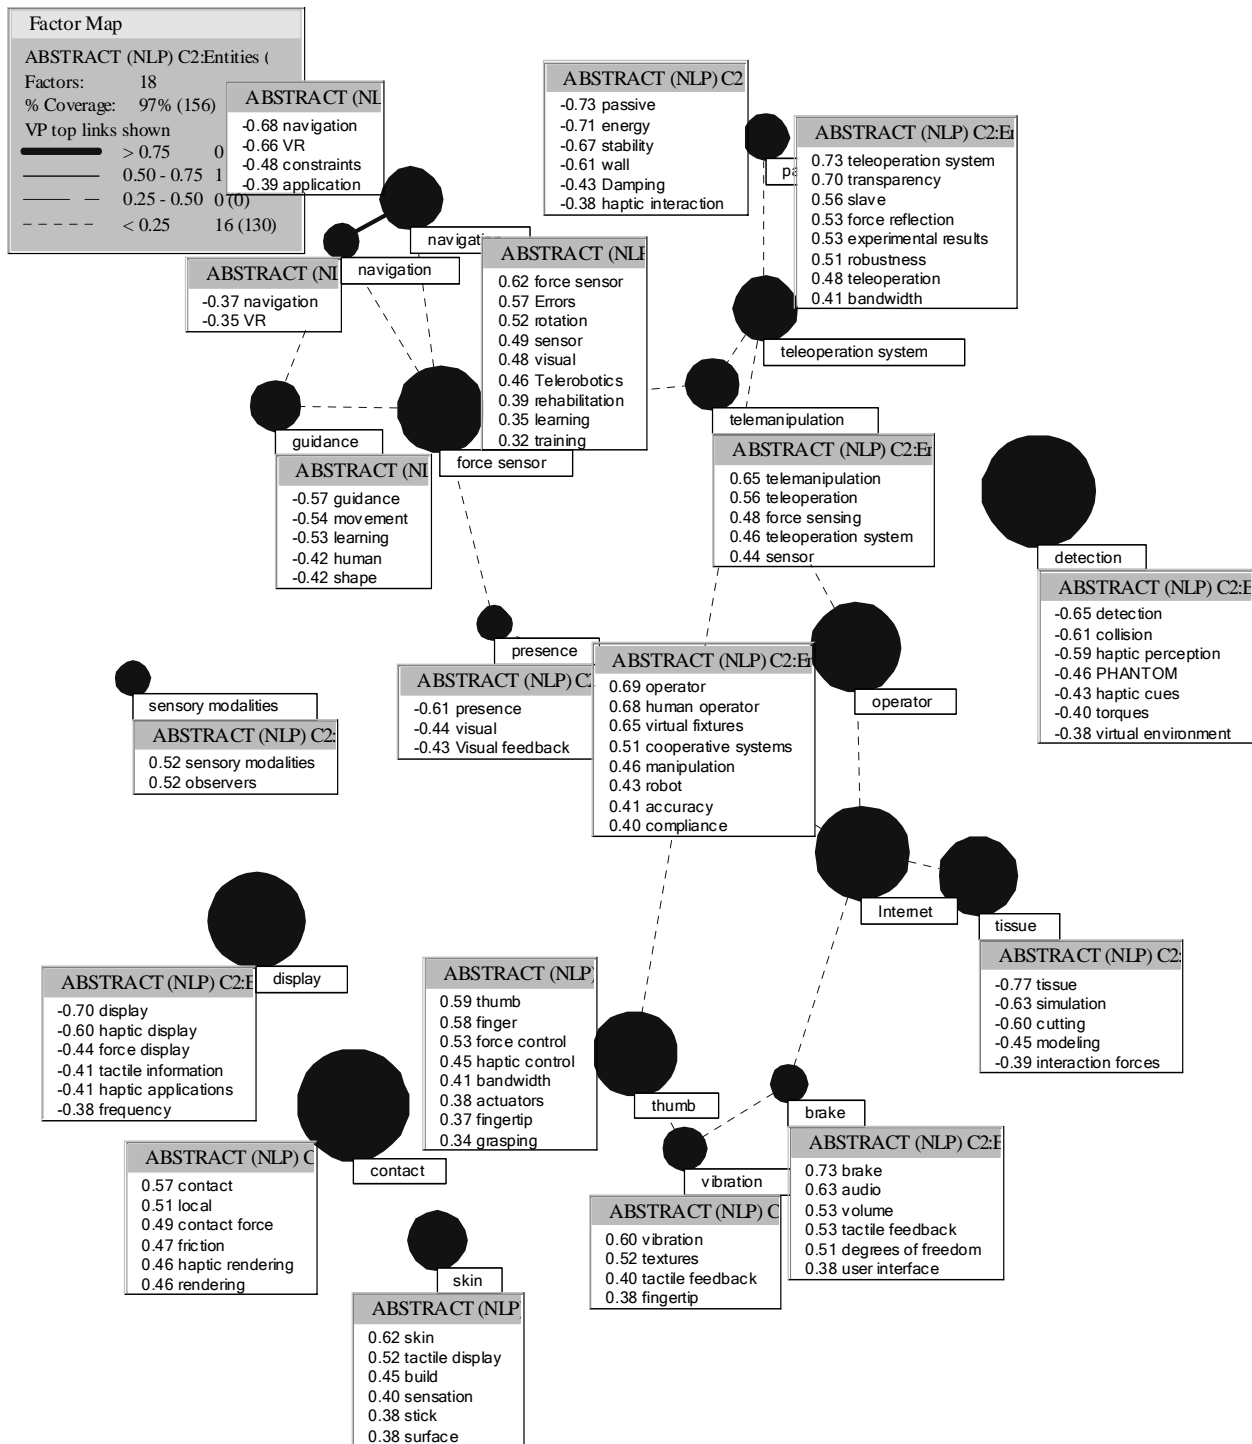 Factor Map
ABSTRACT (NLP) C2:Entities (
Factors: 18
% Coverage: 97% (156)
VP top links shown
> 0.75 0
0.50 - 0.75 1
0.25 - 0.50 0 (0)
< 0.25 16 (130)
ABSTRACT (NL
-0.68 navigation
-0.66 VR
-0.48 constraints
-0.39 application
navigation
navigation
ABSTRACT (NL
-0.37 navigation
-0.35 VR
ABSTRACT (NLP) C2
-0.73 passive
-0.71 energy
-0.67 stability
-0.61 wall
-0.43 Damping
-0.38 haptic interaction
pa
ABSTRACT (NLP) C2:En
0.73 teleoperation system
0.70 transparency
0.56 slave
0.53 force reflection
0.53 experimental results
0.51 robustness
0.48 teleoperation
0.41 bandwidth
teleoperation system
ABSTRACT (NLP
0.62 force sensor
0.57 Errors
0.52 rotation
0.49 sensor
0.48 visual
0.46 Telerobotics
0.39 rehabilitation
0.35 learning
0.32 training
force sensor
guidance
ABSTRACT (NL
-0.57 guidance
-0.54 movement
-0.53 learning
-0.42 human
-0.42 shape
telemanipulation
ABSTRACT (NLP) C2:En
0.65 telemanipulation
0.56 teleoperation
0.48 force sensing
0.46 teleoperation system
0.44 sensor
detection
ABSTRACT (NLP) C2:E
-0.65 detection
-0.61 collision
-0.59 haptic perception
-0.46 PHANTOM
-0.43 haptic cues
-0.40 torques
-0.38 virtual environment
presence
ABSTRACT (NLP) C2
-0.61 presence
-0.44 visual
-0.43 Visual feedback
ABSTRACT (NLP) C2:En
0.69 operator
0.68 human operator
0.65 virtual fixtures
0.51 cooperative systems
0.46 manipulation
0.43 robot
0.41 accuracy
0.40 compliance
operator
sensory modalities
ABSTRACT (NLP) C2:
0.52 sensory modalities
0.52 observers
Internet
tissue
ABSTRACT (NLP) C2:
-0.77 tissue
-0.63 simulation
-0.60 cutting
-0.45 modeling
-0.39 interaction forces
display
ABSTRACT (NLP) C2:E
-0.70 display
-0.60 haptic display
-0.44 force display
-0.41 tactile information
-0.41 haptic applications
-0.38 frequency
ABSTRACT (NLP)
0.59 thumb
0.58 finger
0.53 force control
0.45 haptic control
0.41 bandwidth
0.38 actuators
0.37 fingertip
0.34 grasping
thumb
brake
ABSTRACT (NLP) C2:E
0.73 brake
0.63 audio
0.53 volume
0.53 tactile feedback
0.51 degrees of freedom
0.38 user interface
contact
ABSTRACT (NLP) C
0.57 contact
0.51 local
0.49 contact force
0.47 friction
0.46 haptic rendering
0.46 rendering
vibration
ABSTRACT (NLP) C
0.60 vibration
0.52 textures
0.40 tactile feedback
0.38 fingertip
skin
ABSTRACT (NLP
0.62 skin
0.52 tactile display
0.45 build
0.40 sensation
0.38 stick
0.38 surface